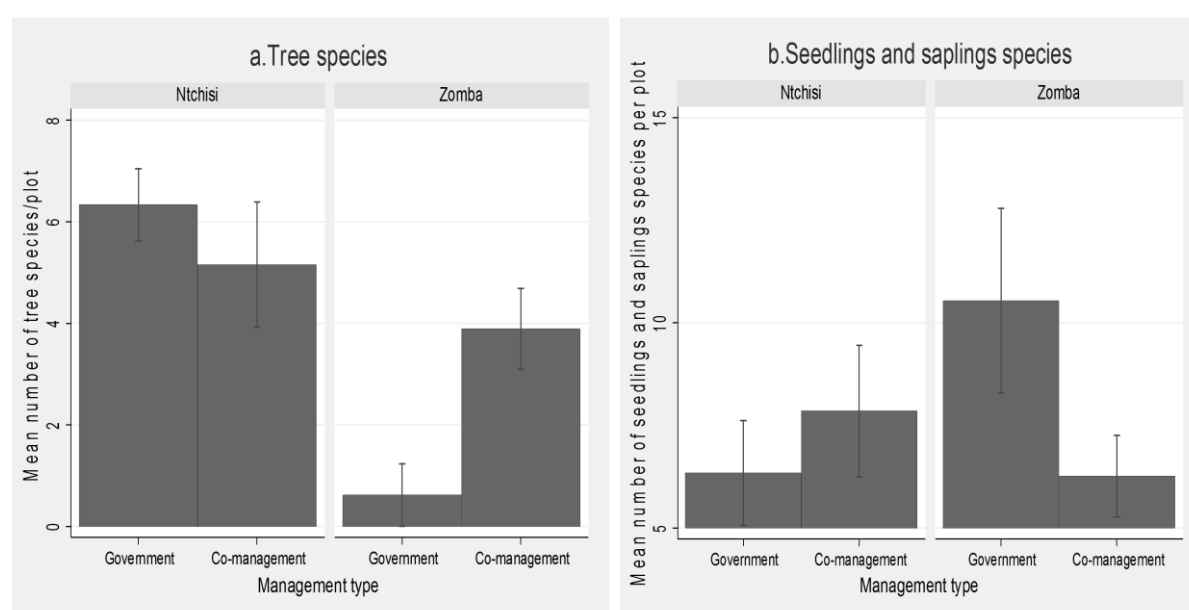 a.Tree species
Ntchisi
Zomba
Mean number of tree species/plot
8
6
4
2
0
Government
Co-management
Government
Co-management
Management type
b.Seedlings and saplings species
Ntchisi
Zomba
Mean number of seedlings and saplings species per plot
15
10
5
Government
Co-management
Government
Co-management
Management type